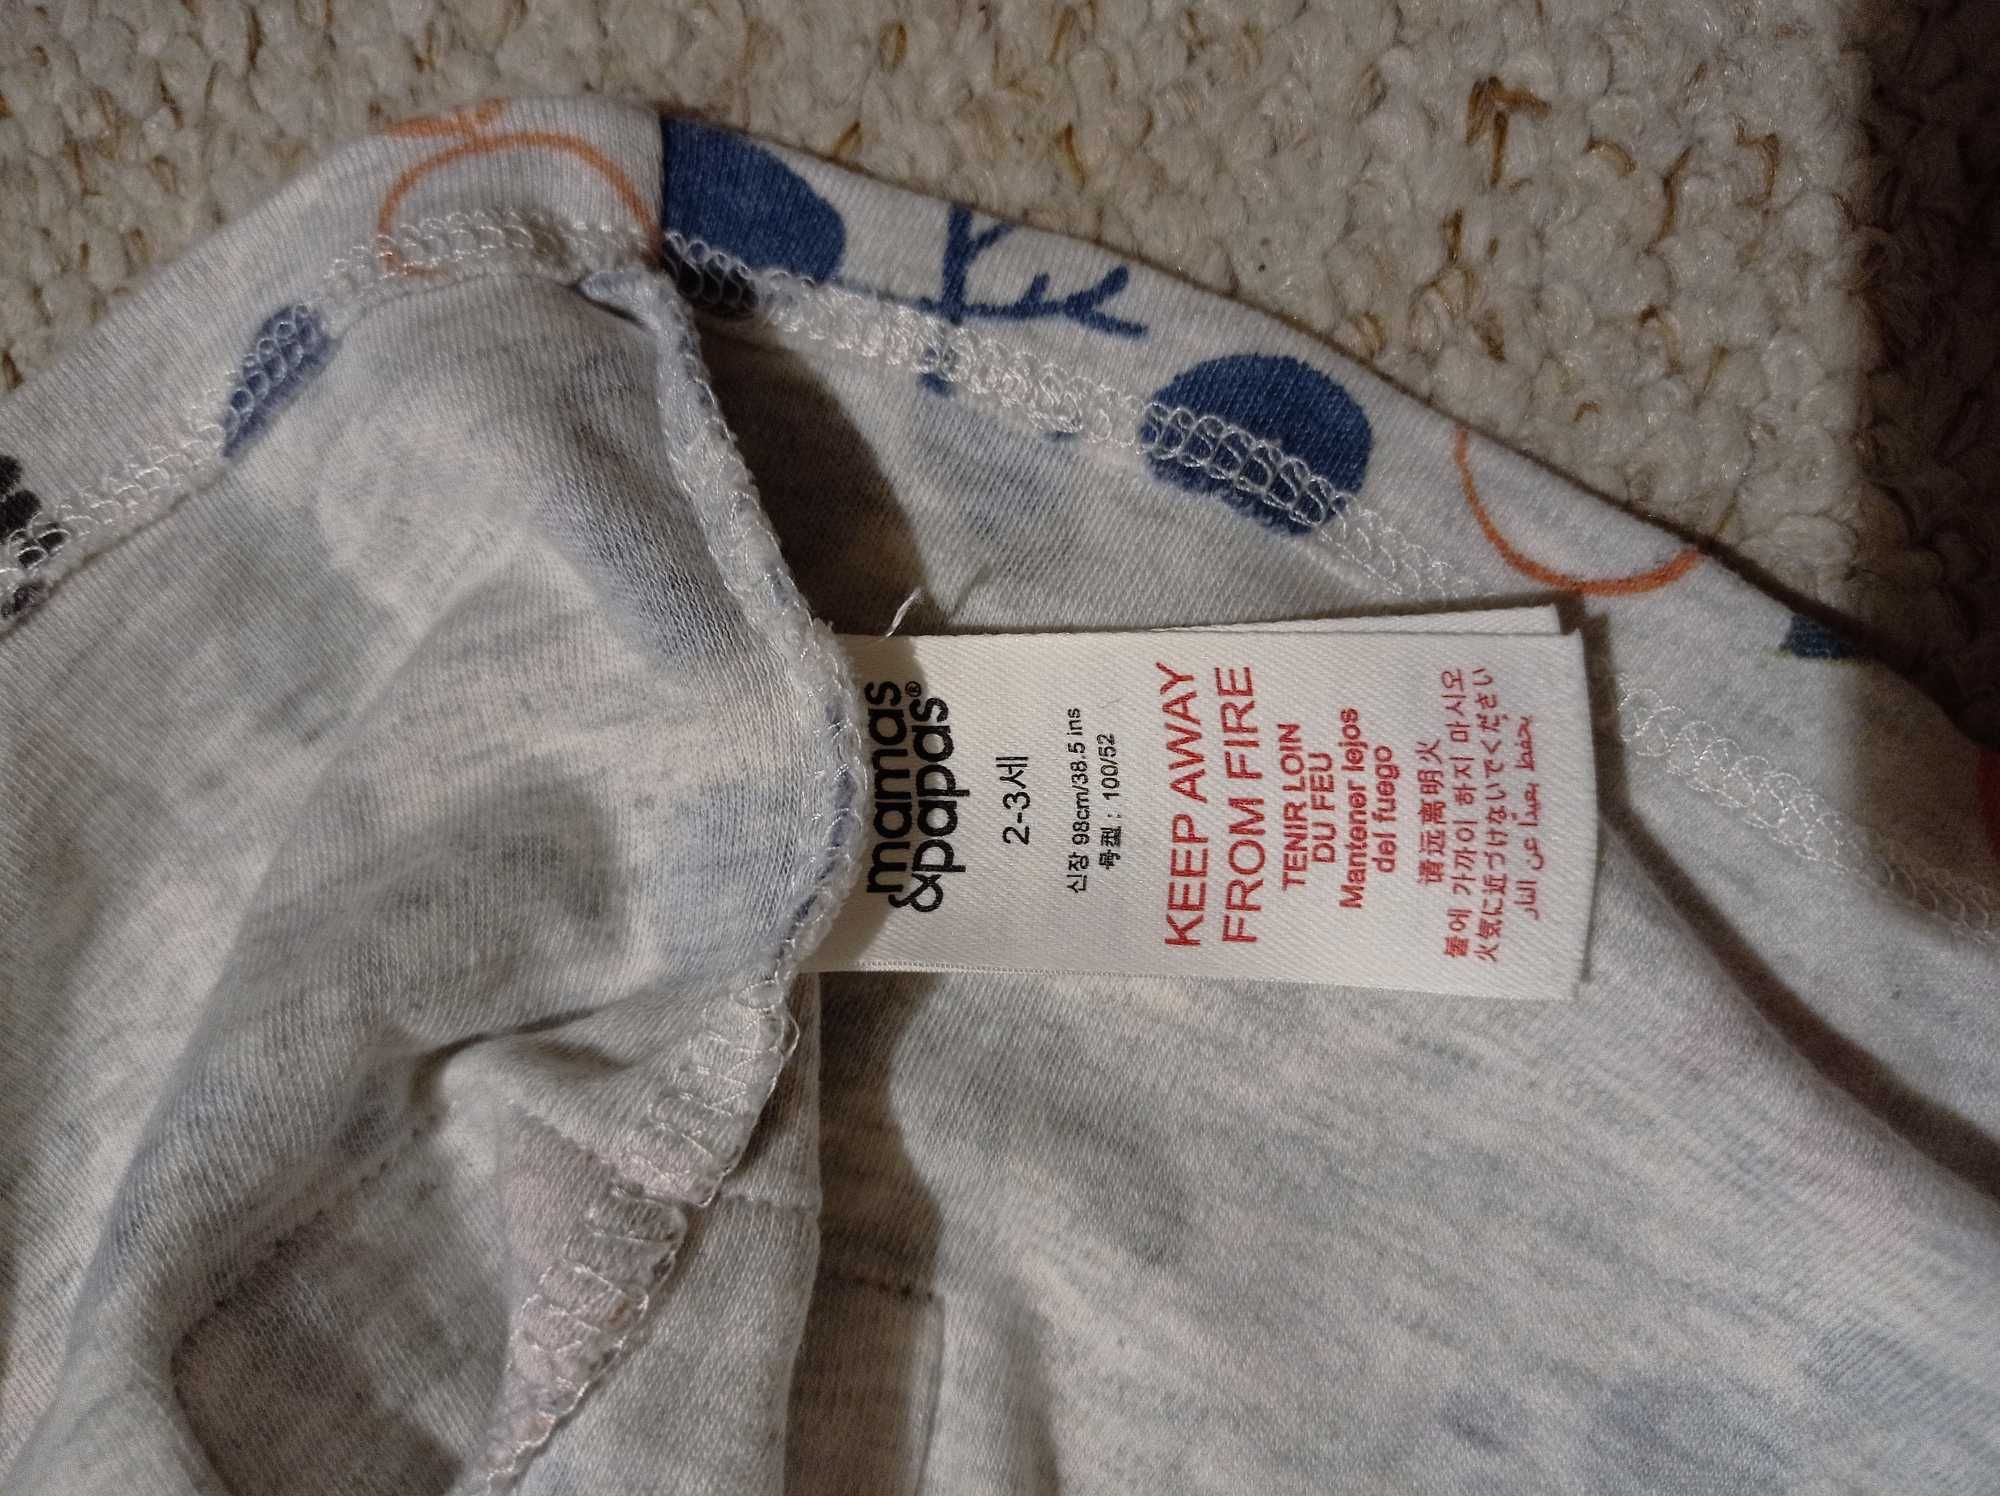 mamas
&papas®
2-3세
신장 98cm/38.5 ins
号型 : 100/52
KEEP AWAY
FROM FIRE
TENIR LOIN
DU FEU
Mantener lejos
del fuego
请远离明火
불에 가까이 하지 마시오
火気に近づけないでください
يحفظ بعيداً عن النار